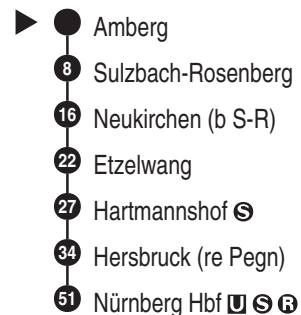 Amberg
8 Sulzbach-Rosenberg
16 Neukirchen (b S-R)
22 Etzelwang
27 Hartmannshof S
34 Hersbruck (re Pegn)
51 Nürnberg Hbf U S R